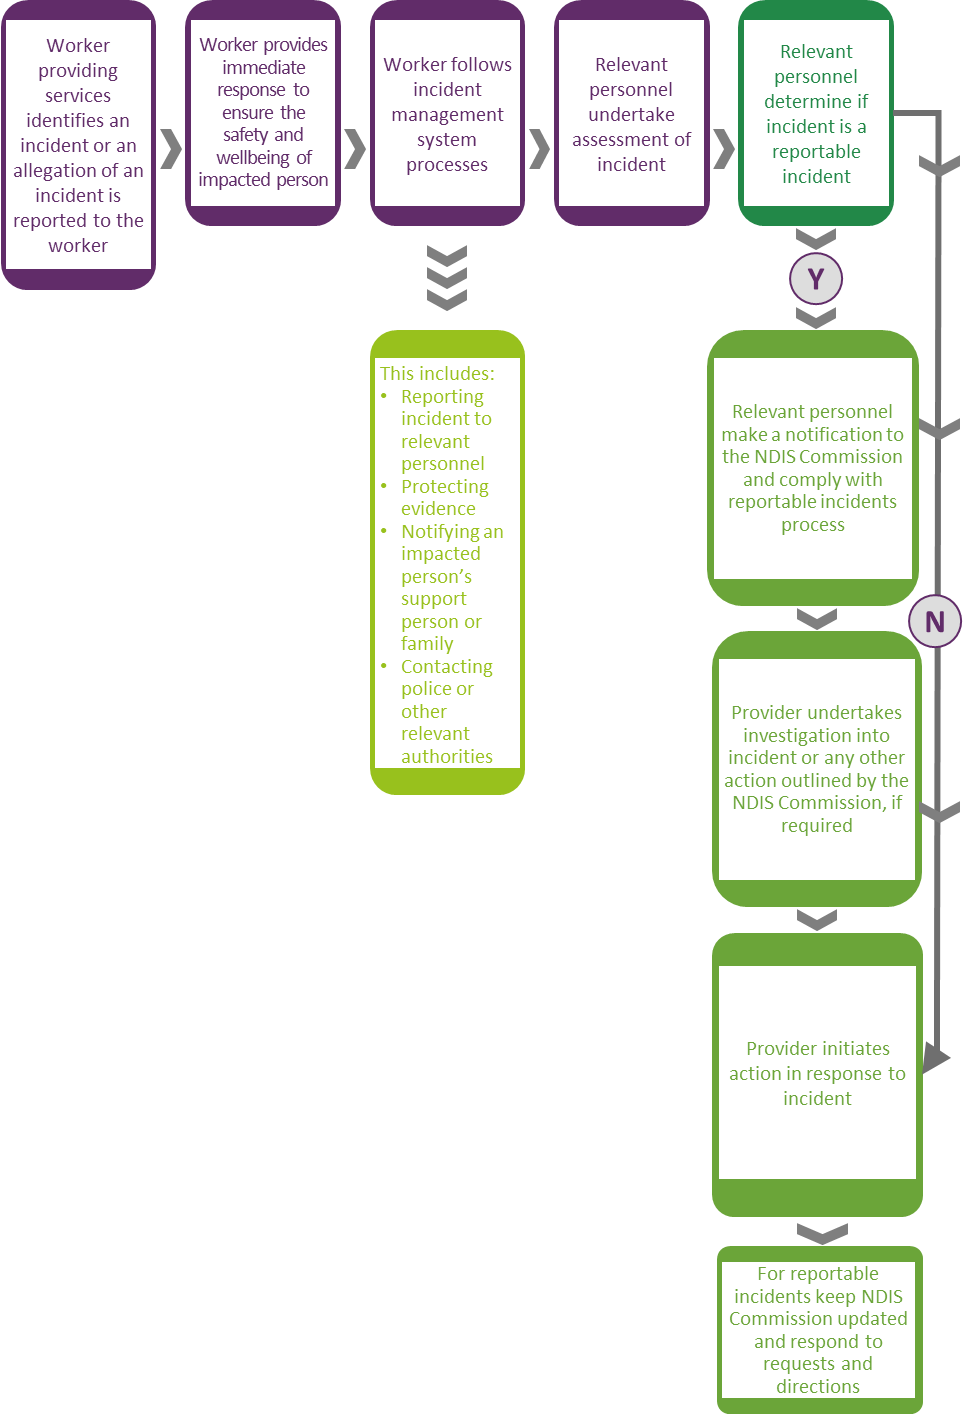 Worker
providing
services
identifies an
incident or an
allegation of an
incident is
reported to the
worker
Worker provides
immediate
response to
ensure the
safety and
wellbeing of
impacted person
Worker follows
incident
management
system
processes
Relevant
personnel
undertake
assessment of
incident
Relevant
personnel
determine if
incident is a
reportable
incident
This includes:
• Reporting
incident to
relevant
personnel
• Protecting
evidence
• Notifying an
impacted
person’s
support
person or
family
• Contacting
police or
other
relevant
authorities
Y
Relevant personnel
make a notification to
the NDIS Commission
and comply with
reportable incidents
process
N
Provider undertakes
investigation into
incident or any other
action outlined by the
NDIS Commission, if
required
Provider initiates
action in response to
incident
For reportable
incidents keep NDIS
Commission updated
and respond to
requests and
directions